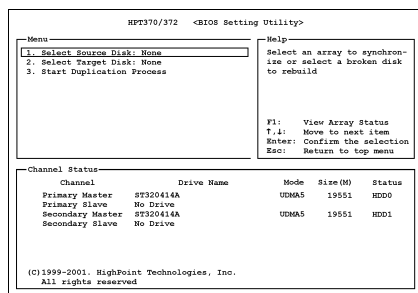 HPT370/372 <BIOS Setting Utility>
Menu
1. Select Source Disk: None
2. Select Target Disk: None
3. Start Duplication Process
Help
Select an array to synchron-
ize or select a broken disk
to rebuild
F1: View Array Status
↑,↓: Move to next item
Enter: Confirm the selection
Esc: Return to top menu
Channel Status
Channel Drive Name Mode Size(M) Status
Primary Master ST320414A UDMA5 19551 HDD0
Primary Slave No Drive
Secondary Master ST320414A UDMA5 19551 HDD1
Secondary Slave No Drive
(C)1999-2001. HighPoint Technologies, Inc.
All rights reserved